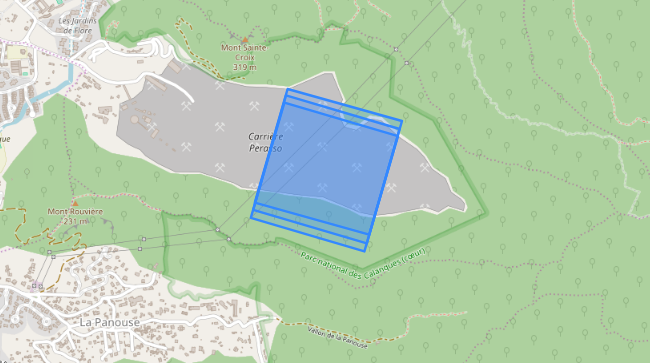 Les Jardins
de Flore
Mont Sainte
Croix
319 m
Carrière
Perasso
que
Mont Rouvière
231 m
Parc national des Calanques (cœur)
La Panouse
Vallon de la Panouse